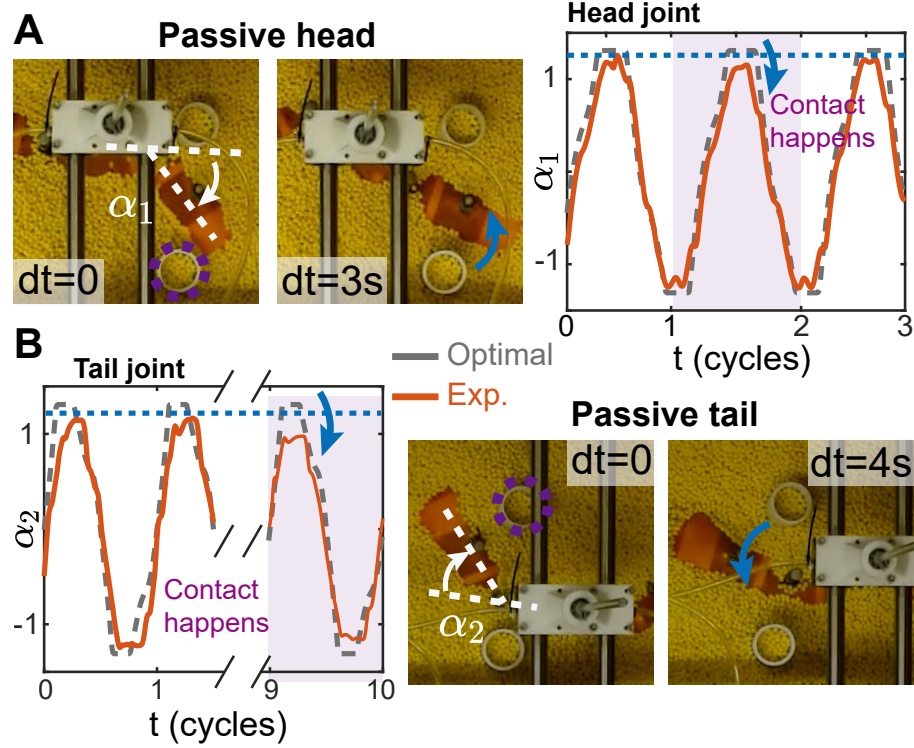 A
Passive head
α₁
dt=0
dt=3s
Head joint
α₁
1
-1
Contact
happens
0
1
2
3
t (cycles)
B
Tail joint
α₂
1
-1
Contact
happens
0
1
9
10
t (cycles)
Optimal
Exp.
Passive tail
α₂
dt=0
dt=4s